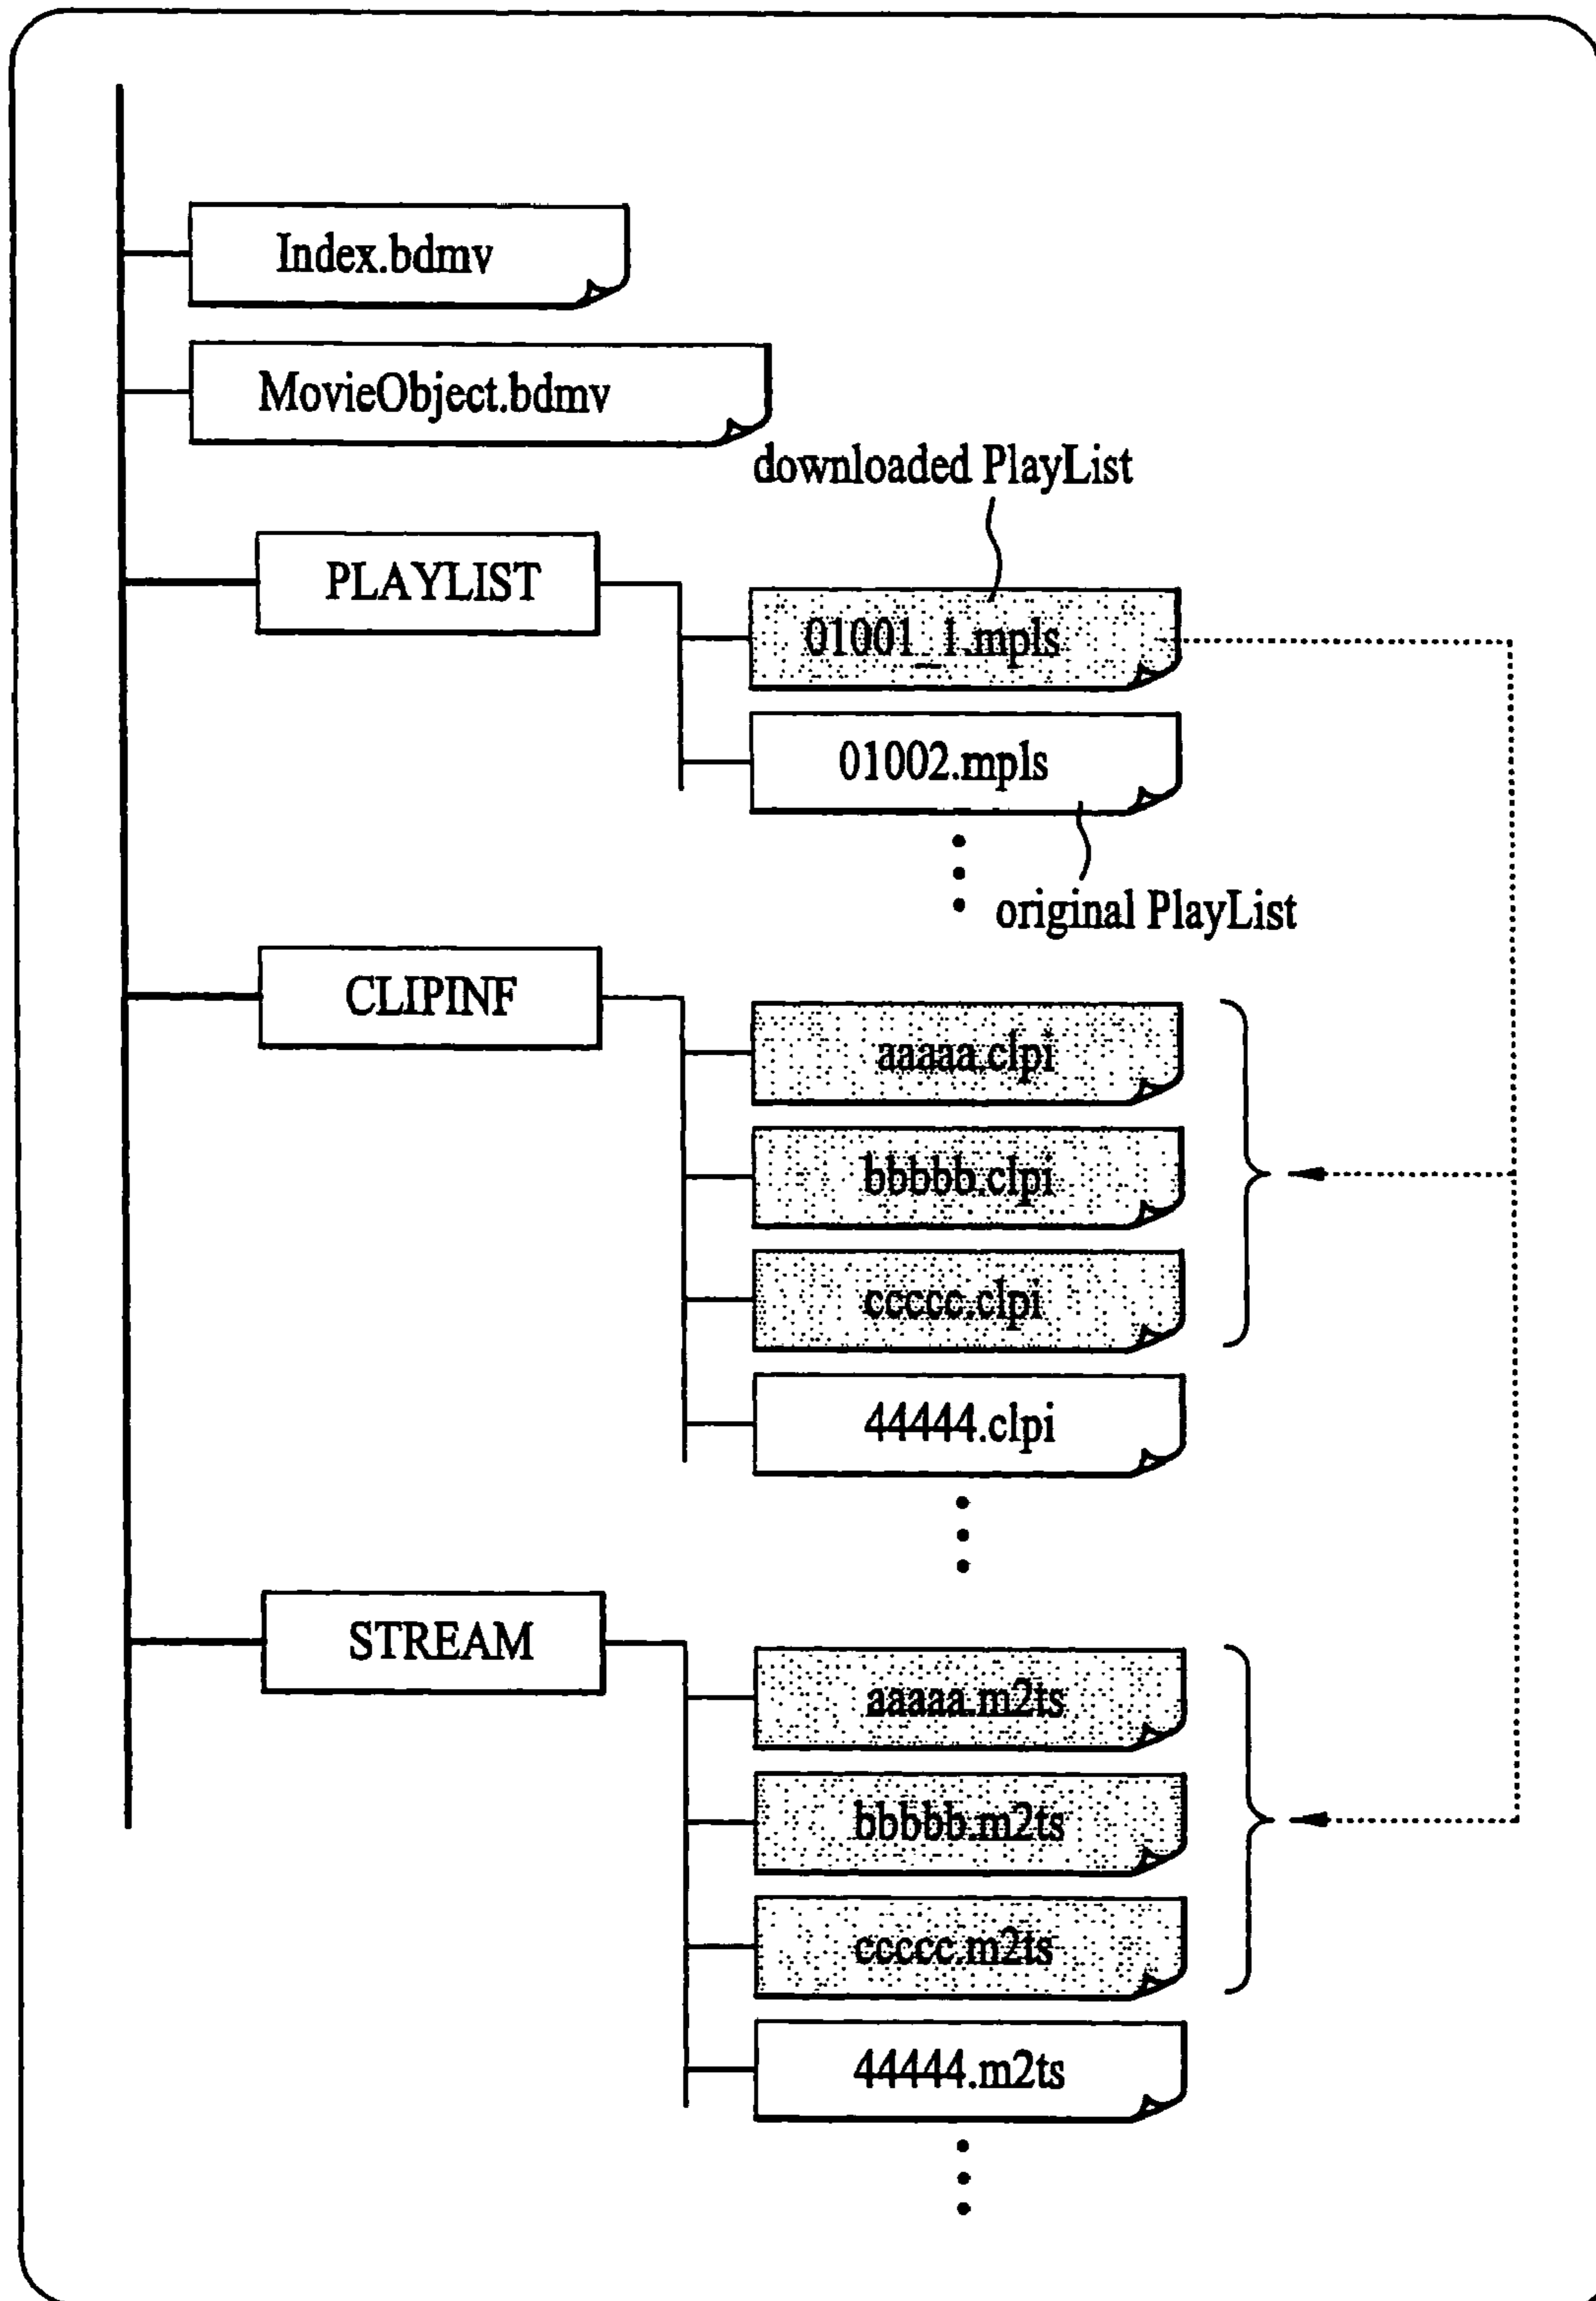 Index.bdmv
MovieObject.bdmv
downloaded PlayList
PLAYLIST
01001_1.mpls
01002.mpls
original PlayList
CLIPINF
aaaaa.clpi
bbbbb.clpi
ccccc.clpi
44444.clpi
STREAM
aaaaa.m2ts
bbbbb.m2ts
ccccc.m2ts
44444.m2ts